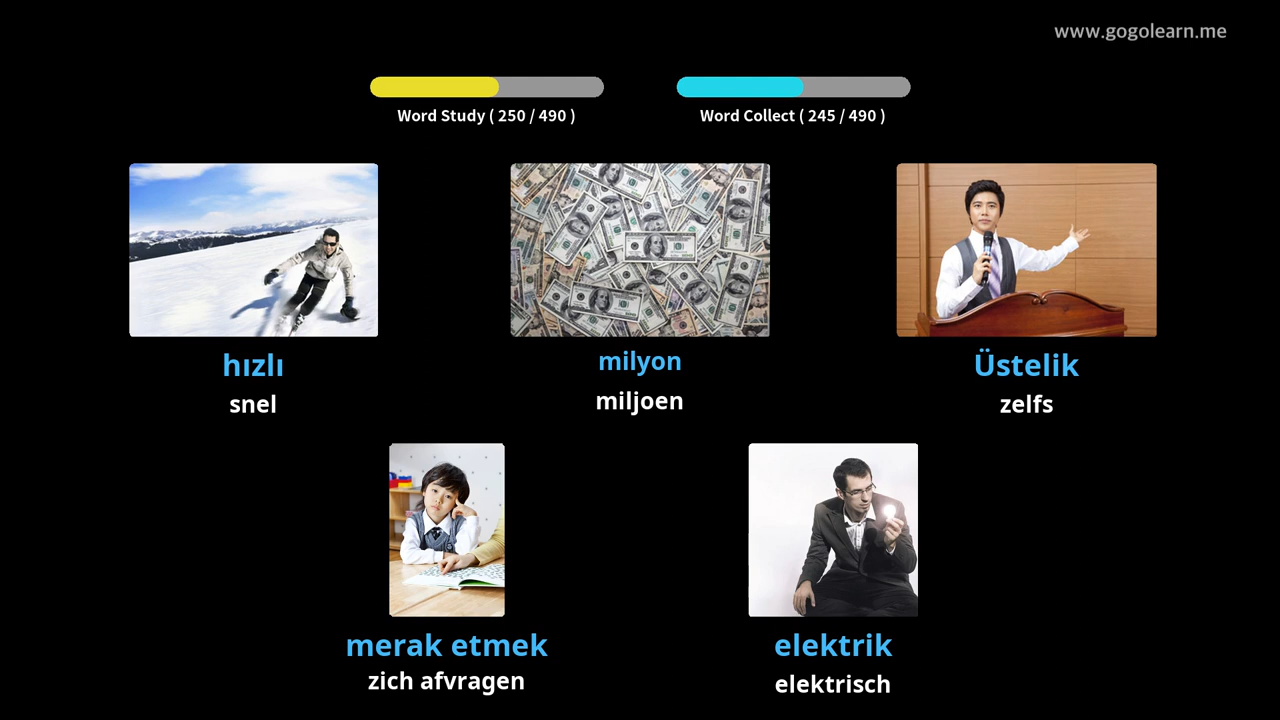 www.gogolearn.me
Word Study ( 250 / 490 )
Word Collect ( 245 / 490 )
hızlı
snel
milyon
miljoen
Üstelik
zelfs
merak etmek
zich afvragen
elektrik
elektrisch